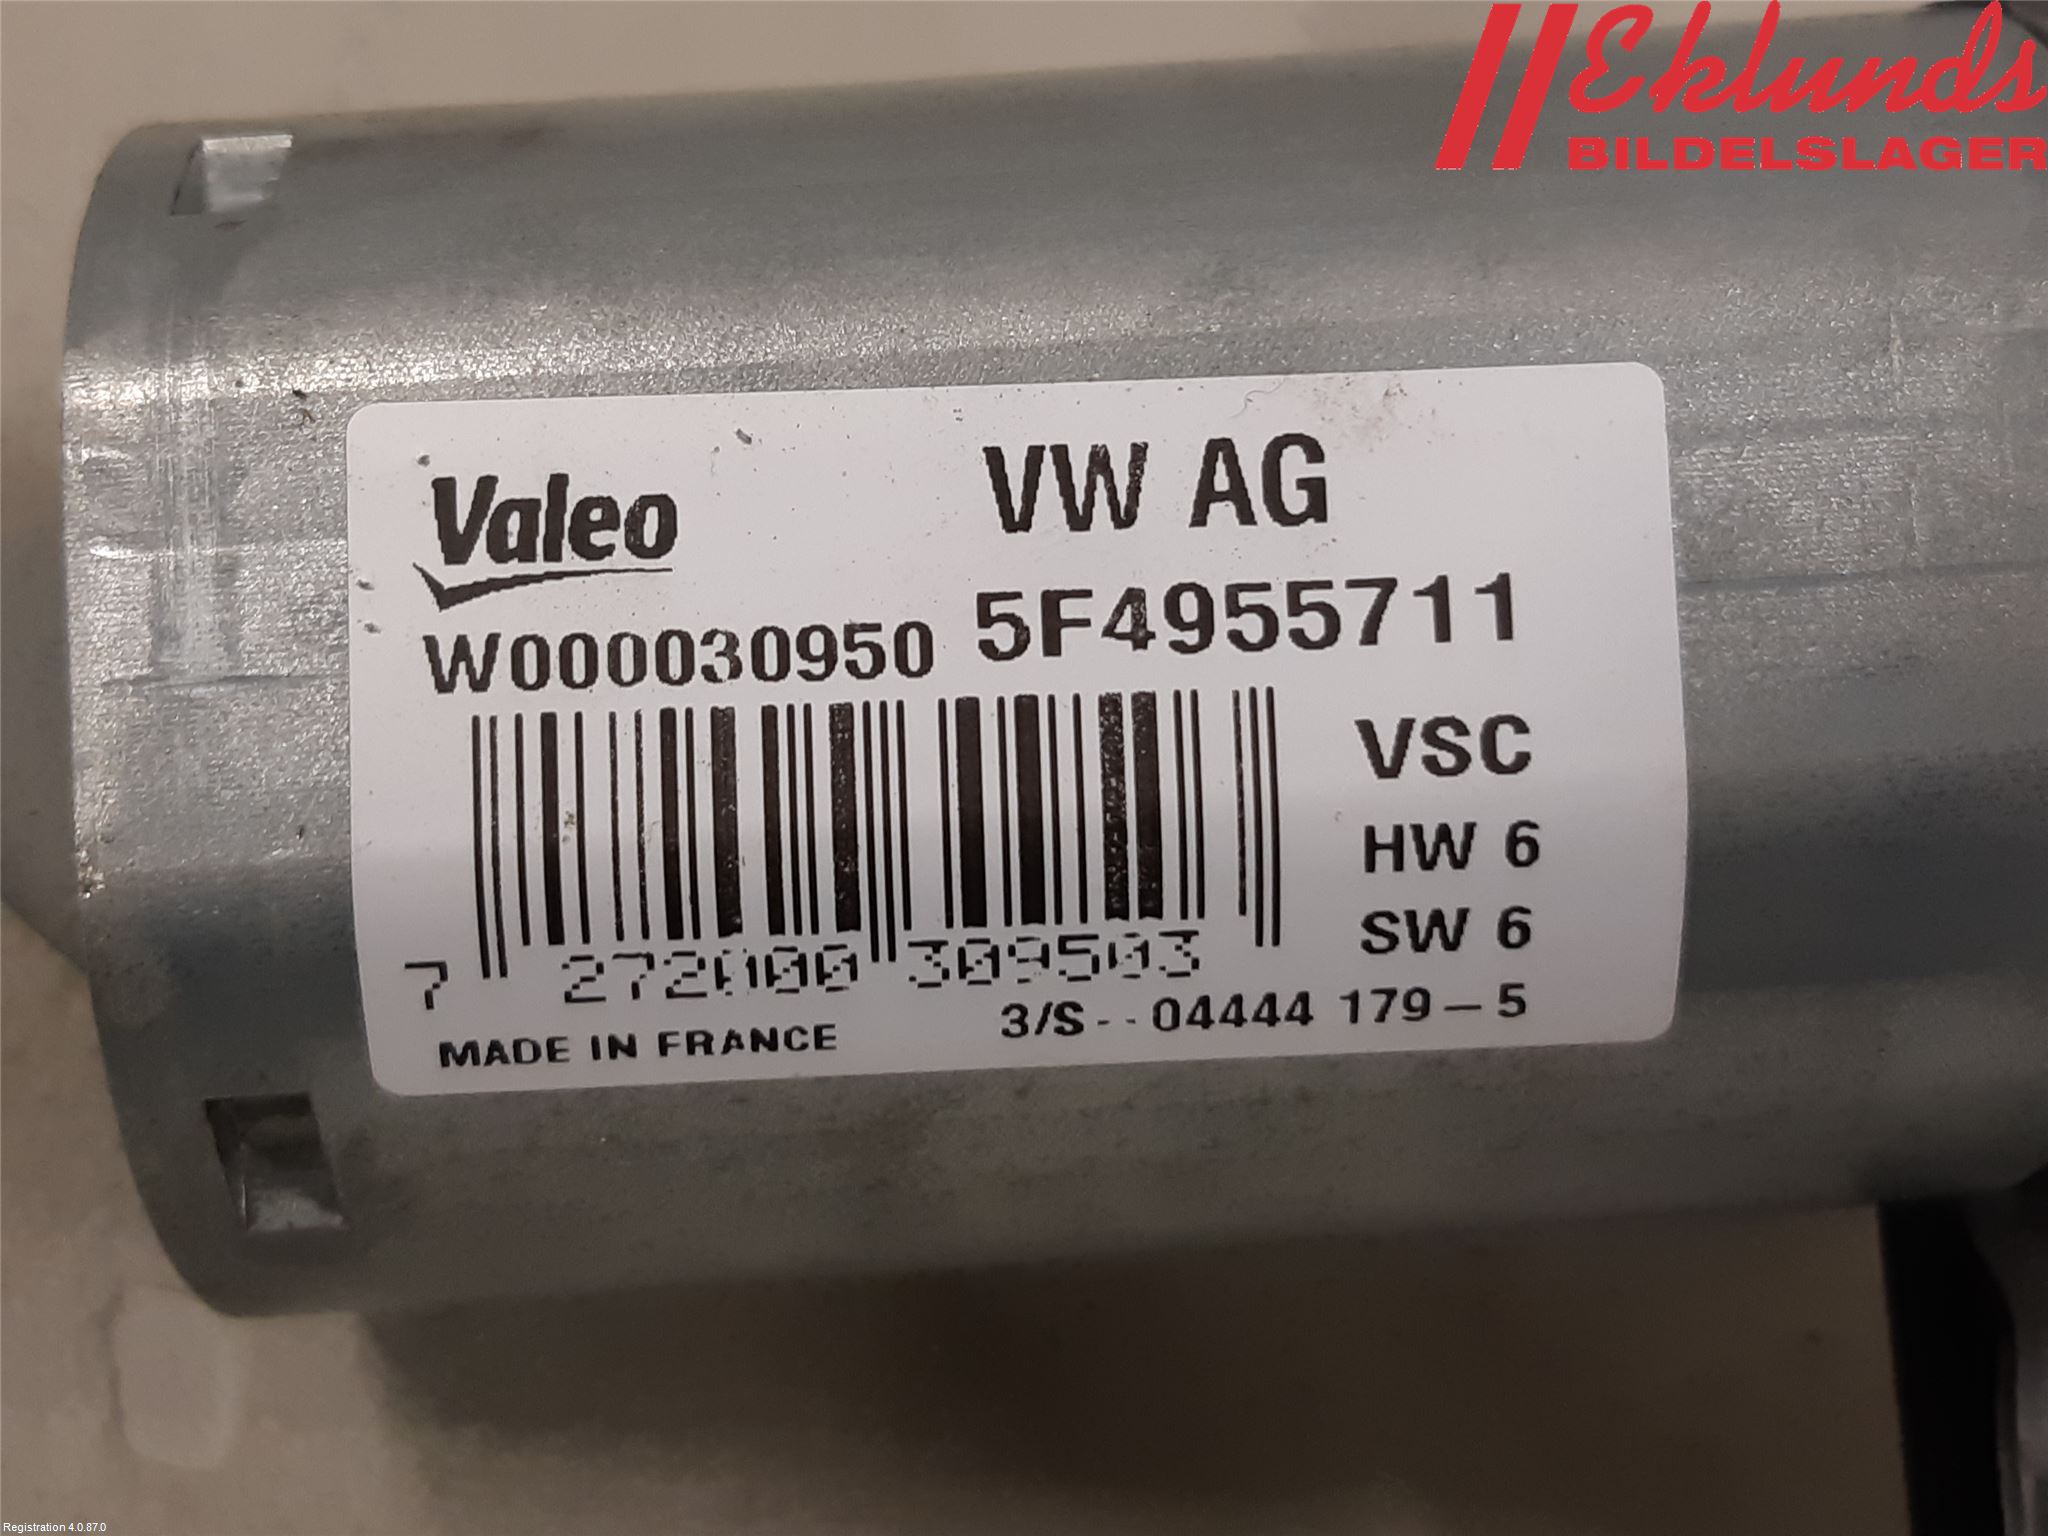 Eklunds
BILDELSLAGER
Valeo
VW AG
W000030950
5F4955711
VSC
HW 6
SW 6
7 272000 309503
MADE IN FRANCE
3/S--04444 179-5
Registration 4.0.87.0